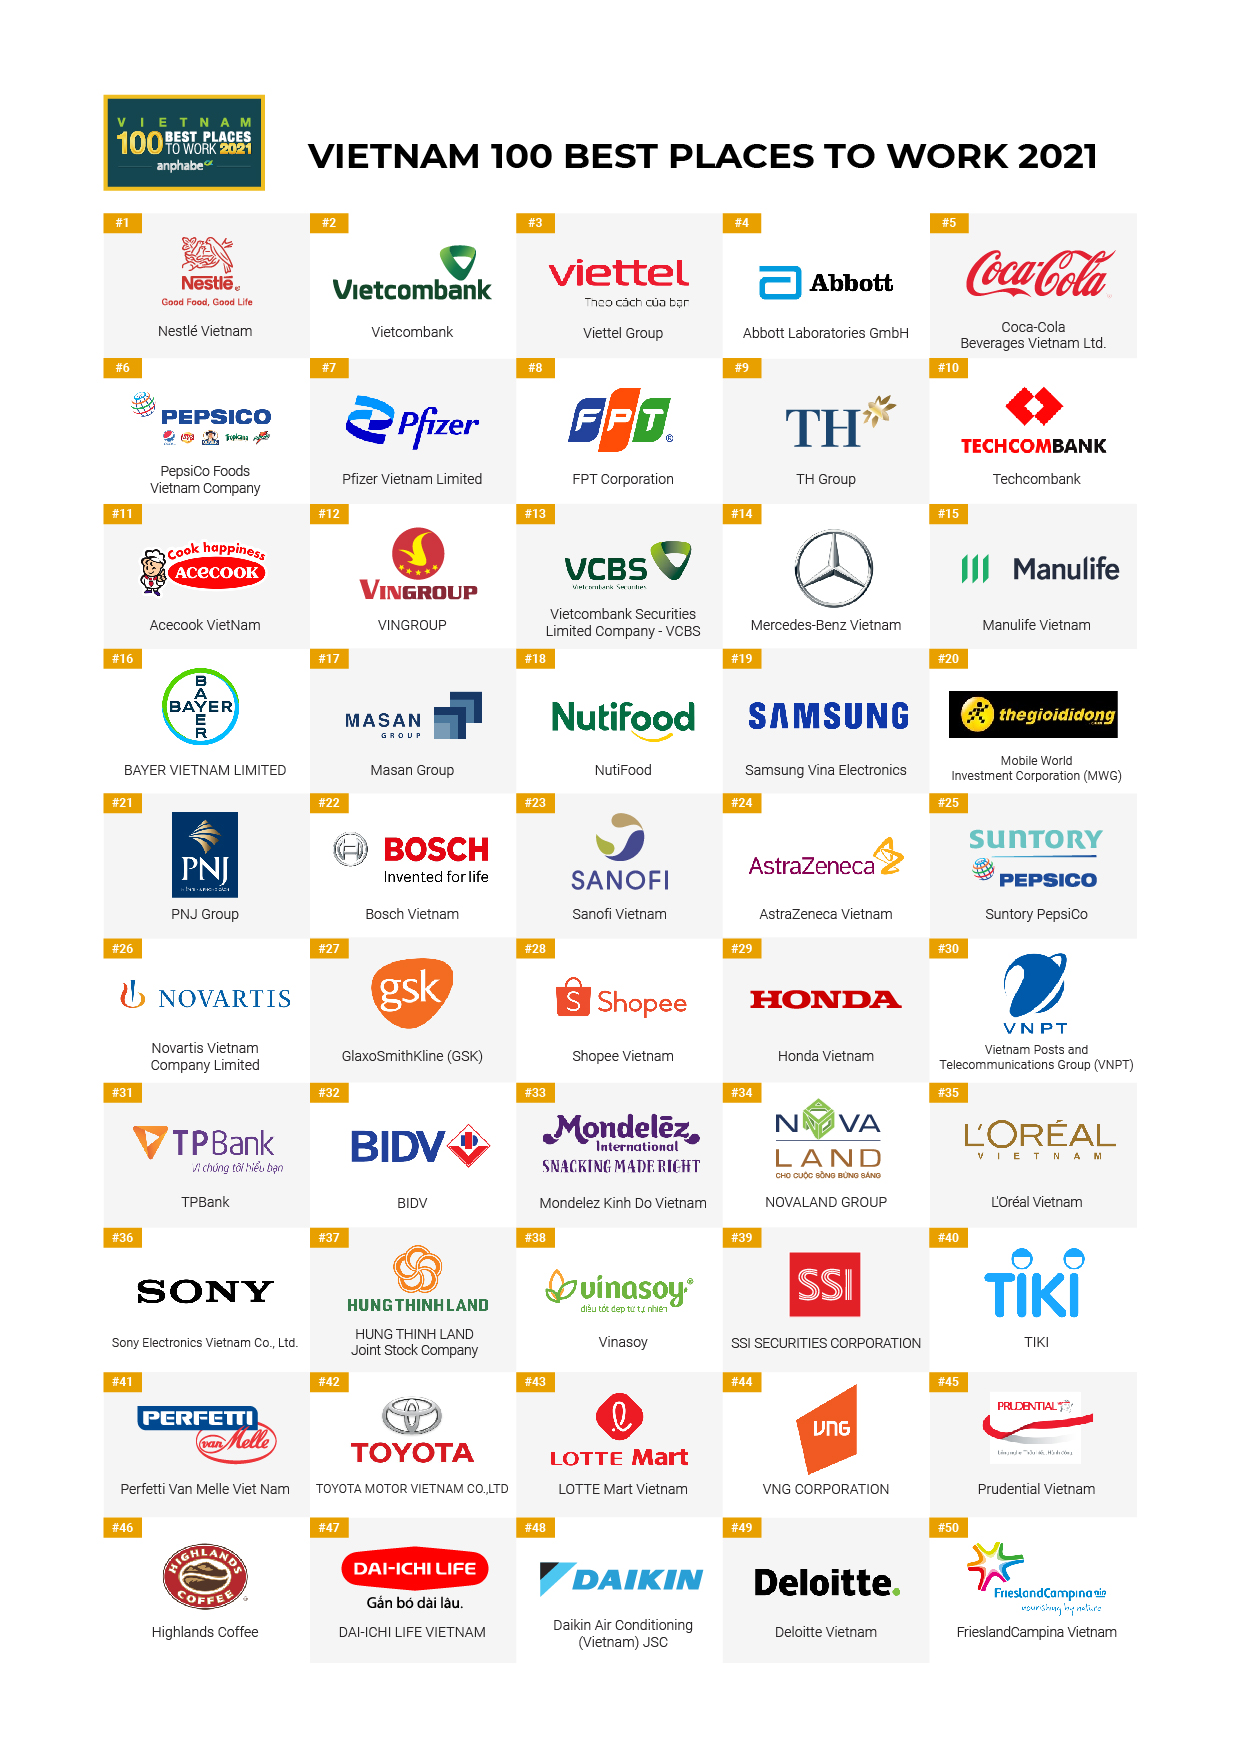 VIETNAM
100 BEST PLACES
TO WORK 2021
anphabe
VIETNAM 100 BEST PLACES TO WORK 2021
#1
Nestlé
Good Food, Good Life
Nestlé Vietnam
#2
Vietcombank
Vietcombank
#3
viettel
Theo cách của bạn
Viettel Group
#4
Abbott
Abbott Laboratories GmbH
#5
Coca-Cola
Coca-Cola
Beverages Vietnam Ltd.
#6
PEPSICO
Tropicana
PepsiCo Foods
Vietnam Company
#7
Pfizer
Pfizer Vietnam Limited
#8
FPT
FPT Corporation
#9
TH
TH Group
#10
TECHCOMBANK
Techcombank
#11
Cook happiness
ACECOOK
Acecook VietNam
#12
VINGROUP
VINGROUP
#13
VCBS
Vietcombank Securities
Vietcombank Securities
Limited Company - VCBS
#14
Mercedes-Benz Vietnam
#15
Manulife
Manulife Vietnam
#16
BAYER
BAYER
BAYER VIETNAM LIMITED
#17
MASAN
GROUP
Masan Group
#18
Nutifood
NutiFood
#19
SAMSUNG
Samsung Vina Electronics
#20
thegioididong
.com
Mobile World
Investment Corporation (MWG)
#21
PNJ
PNJ Group
#22
BOSCH
Invented for life
Bosch Vietnam
#23
SANOFI
Sanofi Vietnam
#24
AstraZeneca
AstraZeneca Vietnam
#25
SUNTORY
PEPSICO
Suntory PepsiCo
#26
NOVARTIS
Novartis Vietnam
Company Limited
#27
gsk
GlaxoSmithKline (GSK)
#28
S Shopee
Shopee Vietnam
#29
HONDA
Honda Vietnam
#30
VNPT
Vietnam Posts and
Telecommunications Group (VNPT)
#31
TPBank
Vì chúng tôi hiểu bạn
TPBank
#32
BIDV
BIDV
#33
Mondelēz
International
SNACKING MADE RIGHT
Mondelez Kinh Do Vietnam
#34
NOVA
LAND
CHO CUỘC SỐNG BỪNG SÁNG
NOVALAND GROUP
#35
L'ORÉAL
VIETNAM
L'Oréal Vietnam
#36
SONY
Sony Electronics Vietnam Co., Ltd.
#37
HUNG THINH LAND
HUNG THINH LAND
Joint Stock Company
#38
vinasoy®
điều tốt đẹp từ tự nhiên
Vinasoy
#39
SSI
SSI SECURITIES CORPORATION
#40
TIKI
TIKI
#41
PERFETTI
van Melle
Perfetti Van Melle Viet Nam
#42
TOYOTA
TOYOTA MOTOR VIETNAM CO.,LTD
#43
LOTTE Mart
LOTTE Mart Vietnam
#44
VNG
VNG CORPORATION
#45
PRUDENTIAL
Prudential Vietnam
#46
HIGHLANDS
COFFEE
Highlands Coffee
#47
DAI-ICHI LIFE
Gắn bó dài lâu.
DAI-ICHI LIFE VIETNAM
#48
DAIKIN
Daikin Air Conditioning
(Vietnam) JSC
#49
Deloitte.
Deloitte Vietnam
#50
FrieslandCampina
nourishing by nature
FrieslandCampina Vietnam